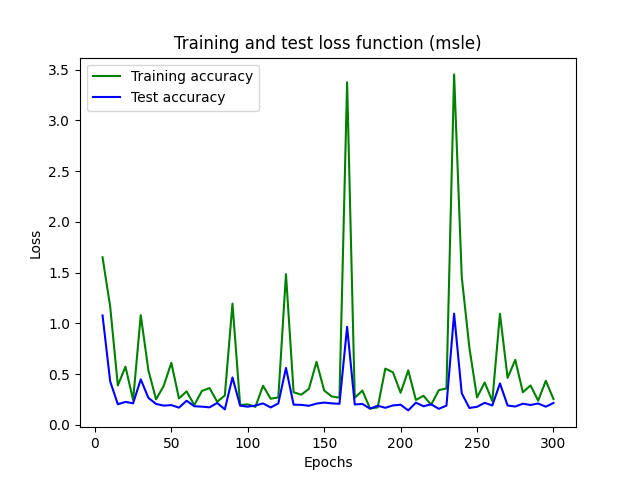 Training and test loss function (msle)
Training accuracy
Test accuracy
3.5
3.0
2.5
2.0
1.5
1.0
0.5
0.0
Loss
0 50 100 150 200 250 300
Epochs